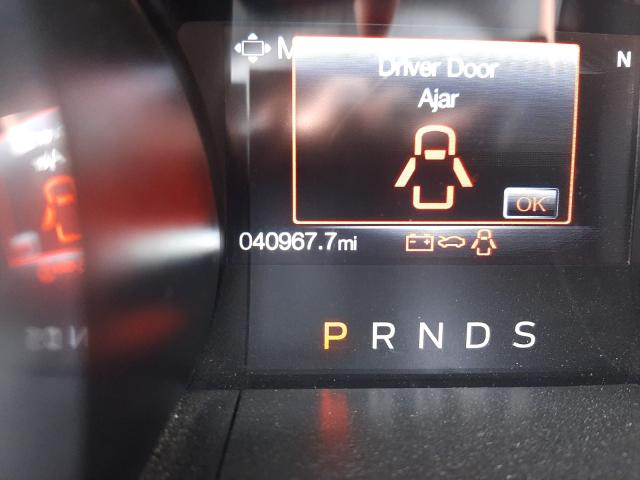 M
N
Driver Door
Ajar
OK
040967.7mi
P R N D S